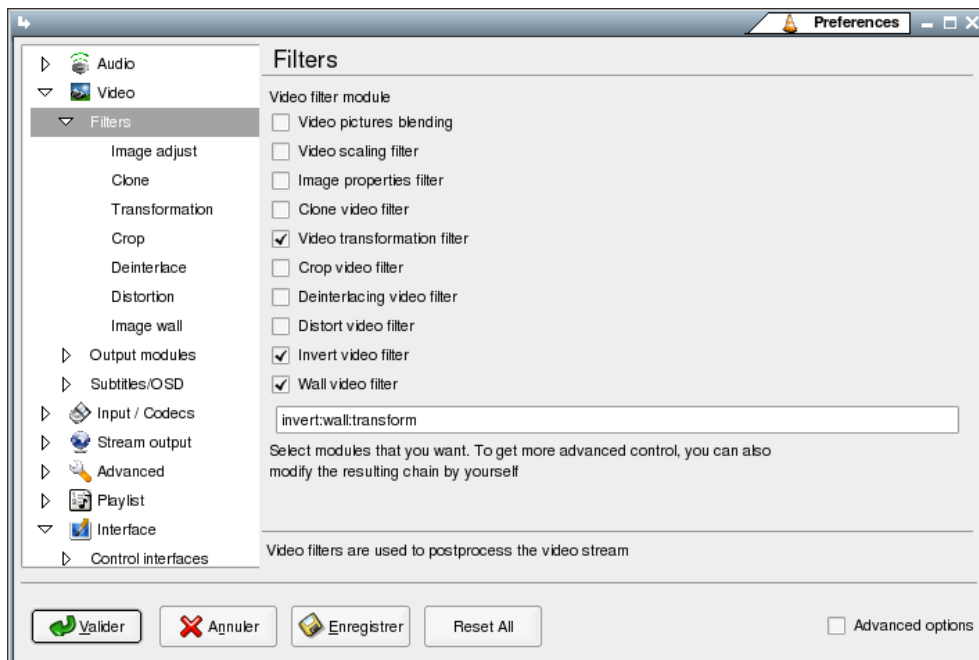 Preferences
Audio
Video
Filters
Image adjust
Clone
Transformation
Crop
Deinterlace
Distortion
Image wall
Output modules
Subtitles/OSD
Input / Codecs
Stream output
Advanced
Playlist
Interface
Control interfaces
Filters
Video filter module
Video pictures blending
Video scaling filter
Image properties filter
Clone video filter
Video transformation filter
Crop video filter
Deinterlacing video filter
Distort video filter
Invert video filter
Wall video filter
invert:wall:transform
Select modules that you want. To get more advanced control, you can also
modify the resulting chain by yourself
Video filters are used to postprocess the video stream
Valider
Annuler
Enregistrer
Reset All
Advanced options